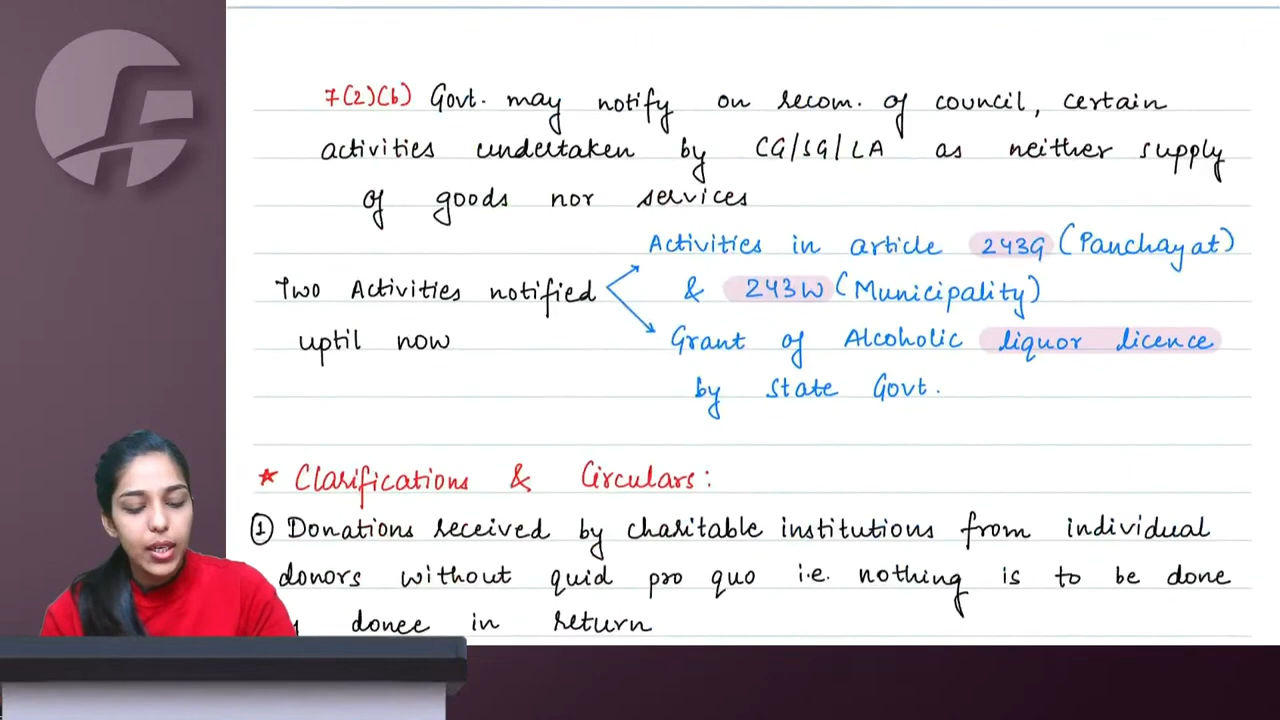 7(2)(b) Govt. may notify on recom. of council, certain
activities undertaken by CG/SG/LA as neither supply
of goods nor services
Activities in article 243G (Panchayat)
Two Activities notified & 243W (Municipality)
uptil now Grant of Alcoholic liquor licence
by State Govt.
* Clarifications & Circulars:
① Donations received by charitable institutions from individual
donors without quid pro quo i.e. nothing is to be done
donee in return